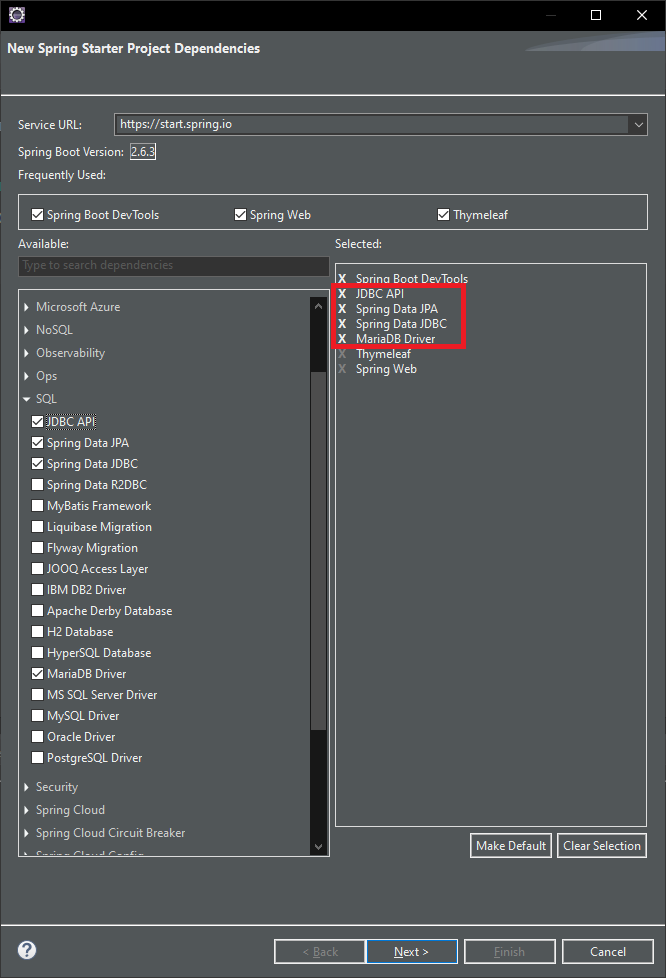 New Spring Starter Project Dependencies
Service URL: https://start.spring.io
Spring Boot Version: 2.6.3
Frequently Used:
Spring Boot DevTools Spring Web Thymeleaf
Available:
Type to search dependencies
Microsoft Azure
NoSQL
Observability
Ops
SQL
JDBC API
Spring Data JPA
Spring Data JDBC
Spring Data R2DBC
MyBatis Framework
Liquibase Migration
Flyway Migration
JOOQ Access Layer
IBM DB2 Driver
Apache Derby Database
H2 Database
HyperSQL Database
MariaDB Driver
MS SQL Server Driver
MySQL Driver
Oracle Driver
PostgreSQL Driver
Security
Spring Cloud
Spring Cloud Circuit Breaker
Spring Cloud Config
Selected:
X Spring Boot DevTools
X JDBC API
X Spring Data JPA
X Spring Data JDBC
X MariaDB Driver
X Thymeleaf
X Spring Web
Make Default Clear Selection
? < Back Next > Finish Cancel